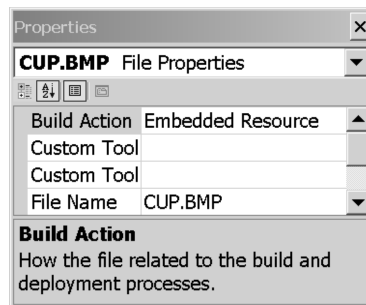 Properties
CUP.BMP File Properties
Build Action Embedded Resource
Custom Tool
Custom Tool
File Name CUP.BMP
Build Action
How the file related to the build and
deployment processes.